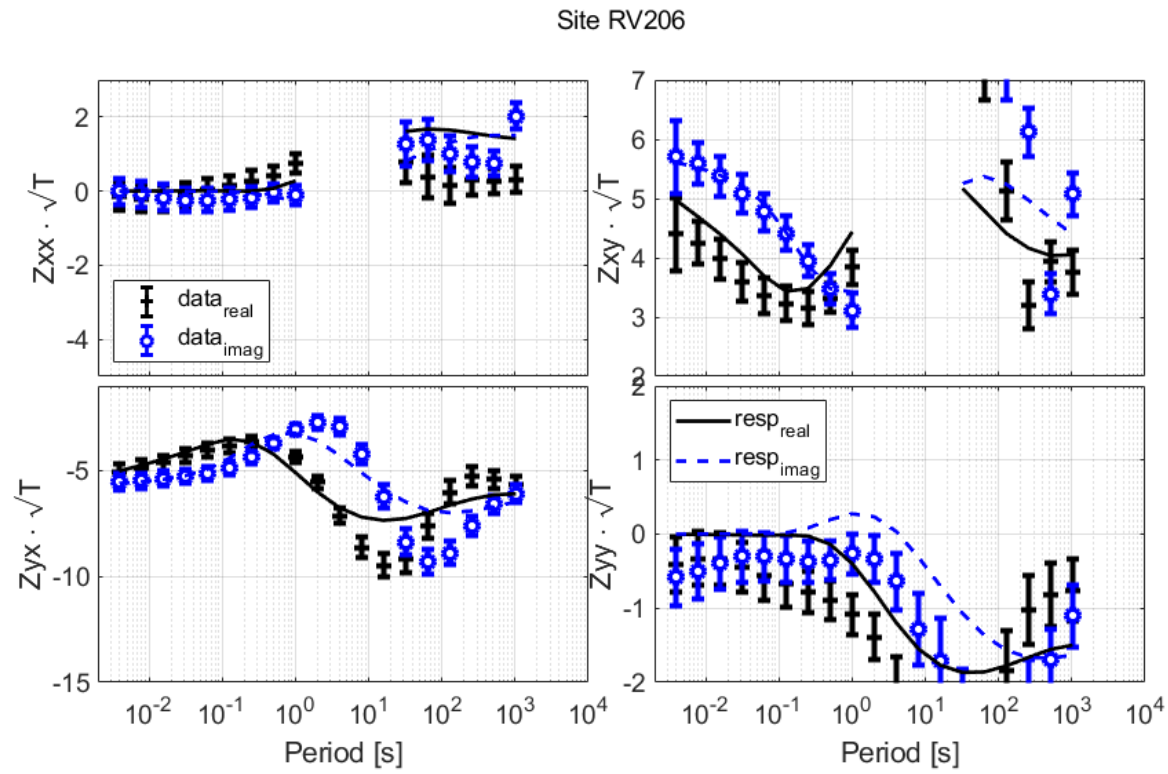 Site RV206
Zxx · √T
2
0
-2
-4
data_real
data_imag
Zxy · √T
7
6
5
4
3
2
Zyx · √T
-5
-10
-15
10^-2 10^-1 10^0 10^1 10^2 10^3 10^4
Period [s]
Zyy · √T
2
1
0
-1
-2
resp_real
resp_imag
10^-2 10^-1 10^0 10^1 10^2 10^3 10^4
Period [s]